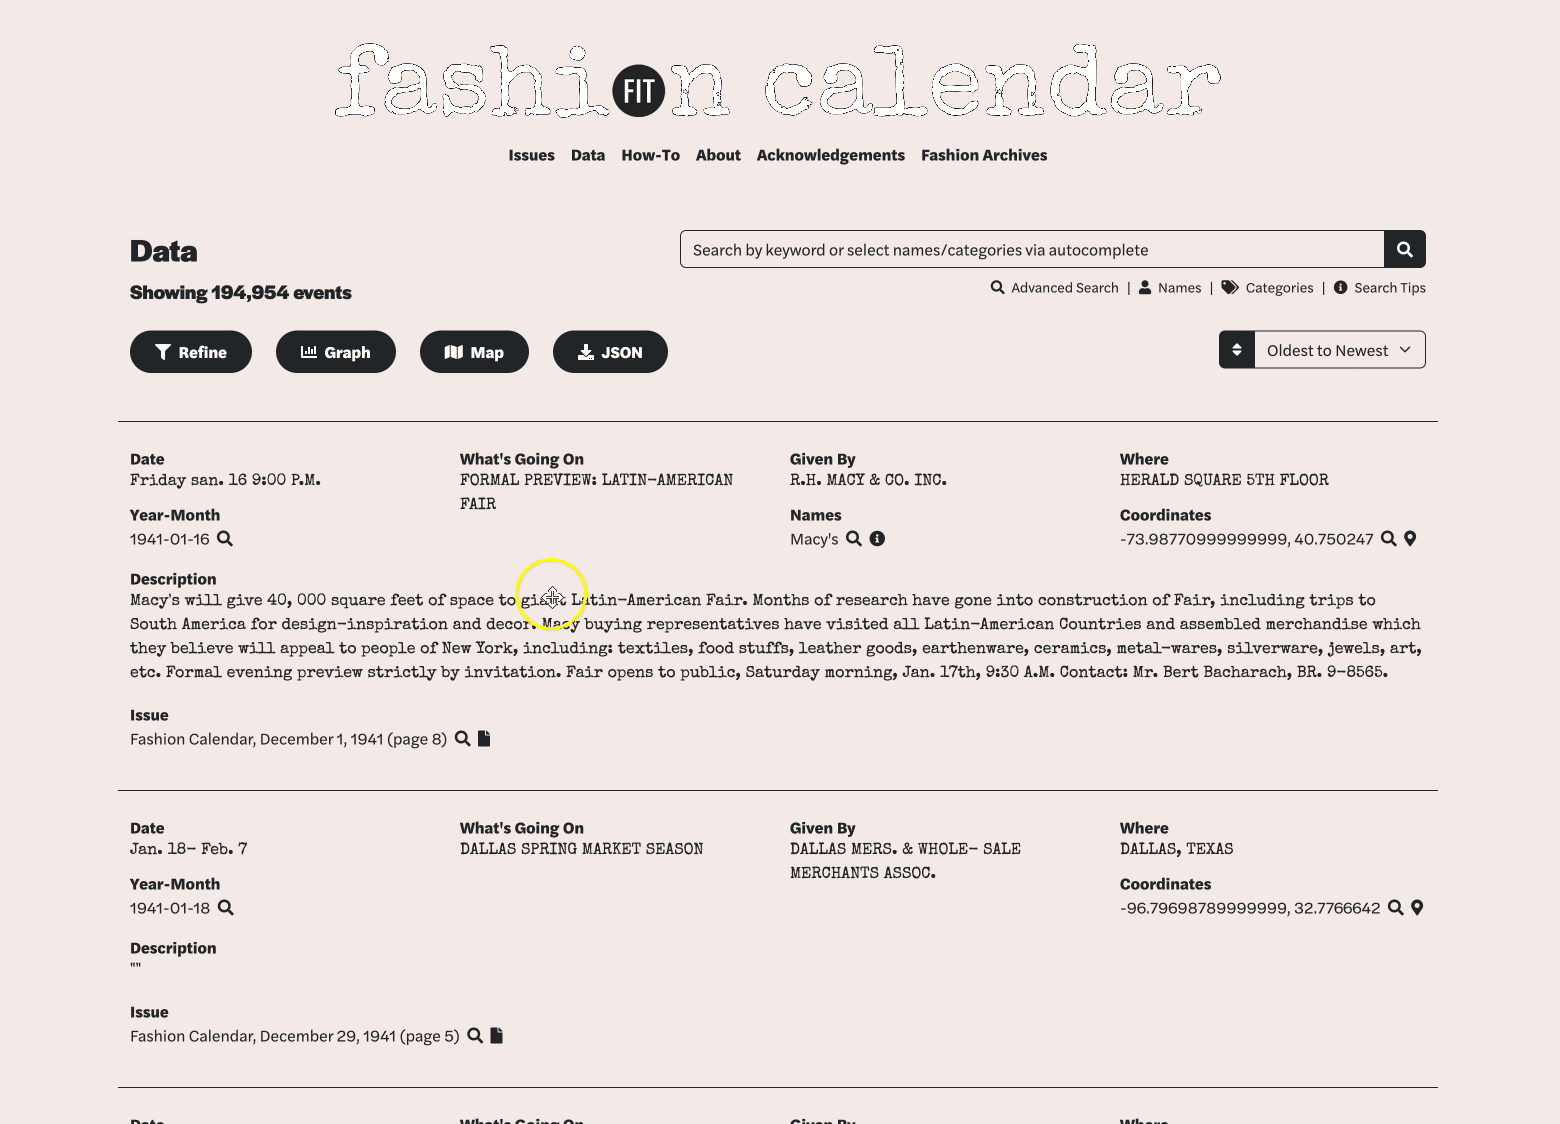 fashion calendar
FIT
Issues Data How-To About Acknowledgements Fashion Archives
Data
Search by keyword or select names/categories via autocomplete
Showing 194,954 events
Advanced Search | Names | Categories | Search Tips
Refine Graph Map JSON
Oldest to Newest
Date
Friday san. 16 9:00 P.M.
Year-Month
1941-01-16
What's Going On
FORMAL PREVIEW: LATIN-AMERICAN
FAIR
Given By
R.H. MACY & CO. INC.
Names
Macy's
Where
HERALD SQUARE 5TH FLOOR
Coordinates
-73.98770999999999, 40.750247
Description
Macy's will give 40, 000 square feet of space to Latin-American Fair. Months of research have gone into construction of Fair, including trips to
South America for design-inspiration and decor. Macy buying representatives have visited all Latin-American Countries and assembled merchandise which
they believe will appeal to people of New York, including: textiles, food stuffs, leather goods, earthenware, ceramics, metal-wares, silverware, jewels, art,
etc. Formal evening preview strictly by invitation. Fair opens to public, Saturday morning, Jan. 17th, 9:30 A.M. Contact: Mr. Bert Bacharach, BR. 9-8565.
Issue
Fashion Calendar, December 1, 1941 (page 8)
Date
Jan. 18- Feb. 7
Year-Month
1941-01-18
What's Going On
DALLAS SPRING MARKET SEASON
Given By
DALLAS MERS. & WHOLE- SALE
MERCHANTS ASSOC.
Where
DALLAS, TEXAS
Coordinates
-96.79698789999999, 32.7766642
Description
""
Issue
Fashion Calendar, December 29, 1941 (page 5)
Date What's Going On Given By Where